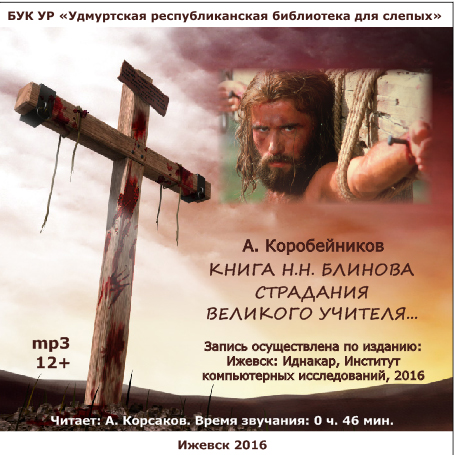 БУК УР «Удмуртская республиканская библиотека для слепых»
А. Коробейников
КНИГА Н.Н. БЛИНОВА
СТРАДАНИЯ
ВЕЛИКОГО УЧИТЕЛЯ...
mp3
12+
Запись осуществлена по изданию:
Ижевск: Иднакар, Институт
компьютерных исследований, 2016
Читает: А. Корсаков. Время звучания: 0 ч. 46 мин.
Ижевск 2016